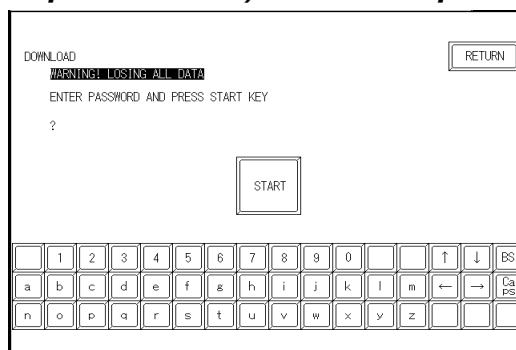 DOWNLOAD
RETURN
WARNING! LOSING ALL DATA
ENTER PASSWORD AND PRESS START KEY
?
START
1 2 3 4 5 6 7 8 9 0 ↑ ↓ BS
a b c d e f g h i j k l m ← → Caps
n o p q r s t u v w x y z